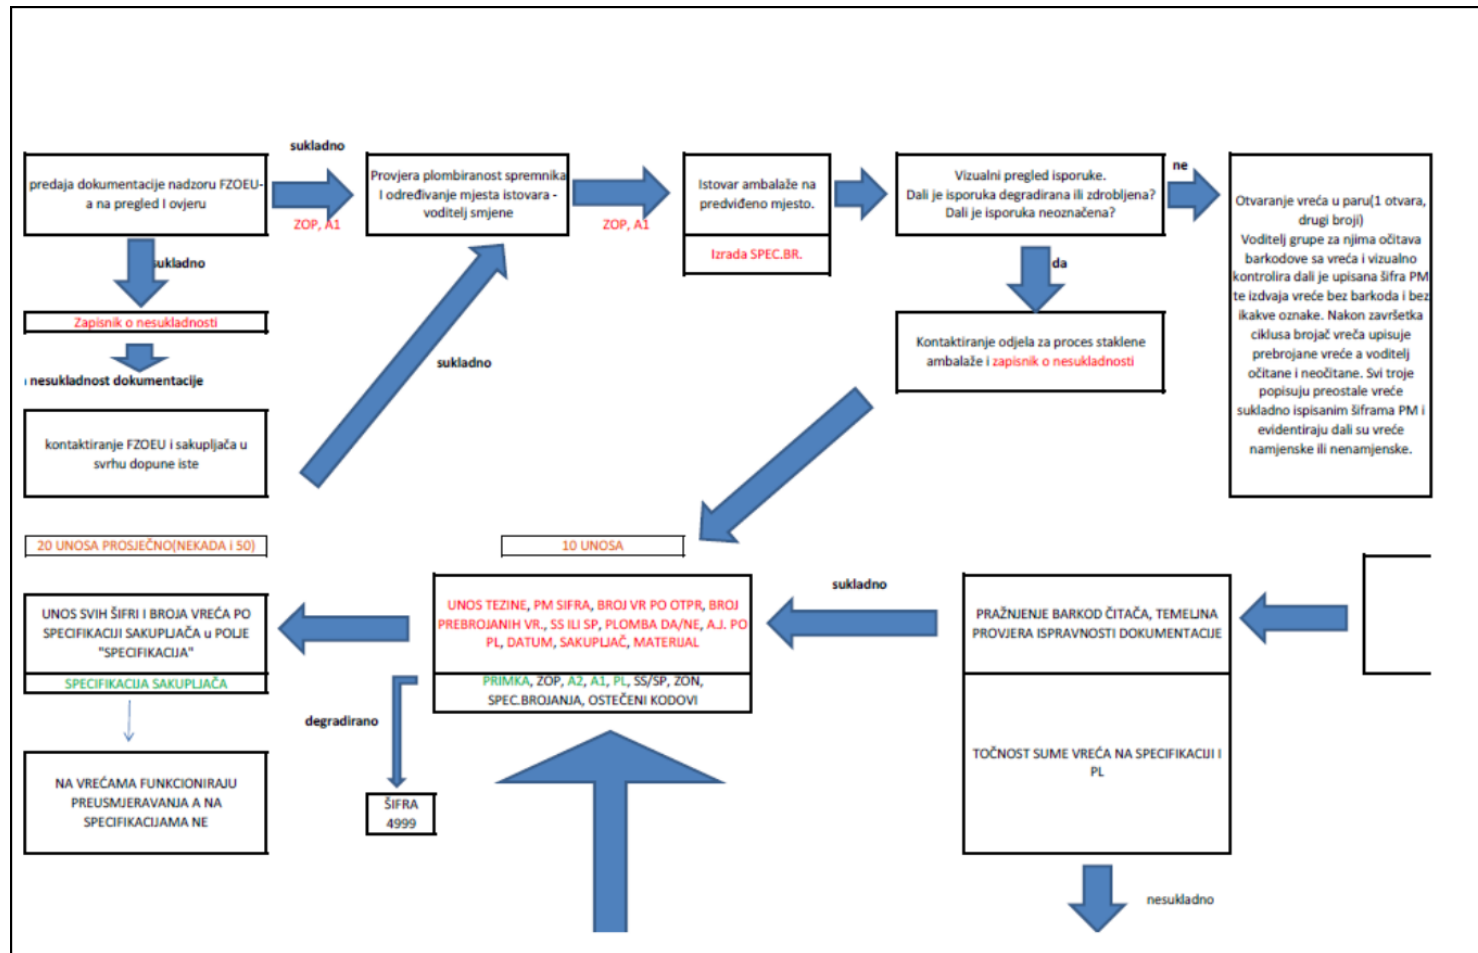 predaja dokumentacije nadzoru FZOEU-
a na pregled I ovjeru
sukladno
ZOP, A1
Provjera plombiranost spremnika
I određivanje mjesta istovara -
voditelj smjene
ZOP, A1
Istovar ambalaže na
predviđeno mjesto.
Izrada SPEC.BR.
Vizualni pregled isporuke.
Dali je isporuka degradirana ili zdrobljena?
Dali je isporuka neoznačena?
ne
Otvaranje vreća u paru(1 otvara,
drugi broji)
Voditelj grupe za njima očitava
barkodove sa vreća i vizualno
kontrolira dali je upisana šifra PM
te izdvaja vreće bez barkoda i bez
ikakve oznake. Nakon završetka
ciklusa brojač vreča upisuje
prebrojane vreće a voditelj
očitane i neočitane. Svi troje
popisuju preostale vreće
sukladno ispisanim šiframa PM i
evidentiraju dali su vreće
namjenske ili nenamjenske.
sukladno
Zapisnik o nesukladnosti
nesukladnost dokumentacije
kontaktiranje FZOEU i sakupljača u
svrhu dopune iste
sukladno
da
Kontaktiranje odjela za proces staklene
ambalaže i zapisnik o nesukladnosti
20 UNOSA PROSJEČNO(NEKADA i 50)
10 UNOSA
UNOS SVIH ŠIFRI I BROJA VREĆA PO
SPECIFIKACIJI SAKUPLJAČA u POLJE
"SPECIFIKACIJA"
SPECIFIKACIJA SAKUPLJAČA
NA VREĆAMA FUNKCIONIRAJU
PREUSMJERAVANJA A NA
SPECIFIKACIJAMA NE
UNOS TEZINE, PM SIFRA, BROJ VR PO OTPR, BROJ
PREBROJANIH VR., SS ILI SP, PLOMBA DA/NE, A.J. PO
PL, DATUM, SAKUPLJAČ, MATERIJAL
PRIMKA, ZOP, A2, A1, PL, SS/SP, ZON,
SPEC.BROJANJA, OSTEČENI KODOVI
degradirano
ŠIFRA
4999
sukladno
PRAŽNJENJE BARKOD ČITAČA, TEMELJNA
PROVJERA ISPRAVNOSTI DOKUMENTACIJE
TOČNOST SUME VREĆA NA SPECIFIKACIJI I
PL
nesukladno